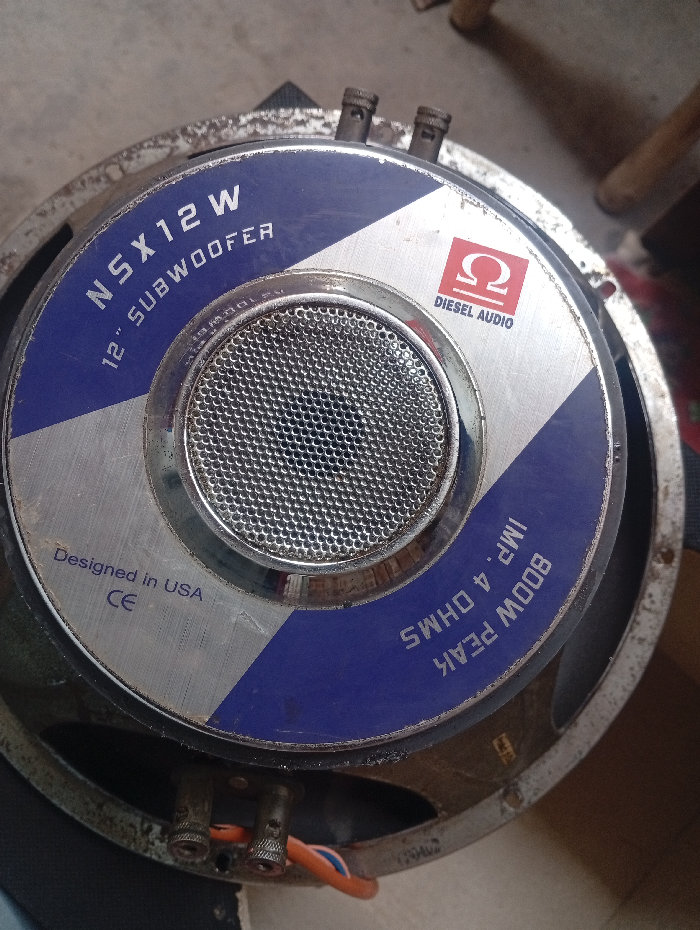 NSX12W
12" SUBWOOFER
Ω
DIESEL AUDIO
800W PEAK
IMP. 4 OHMS
Designed in USA
CE